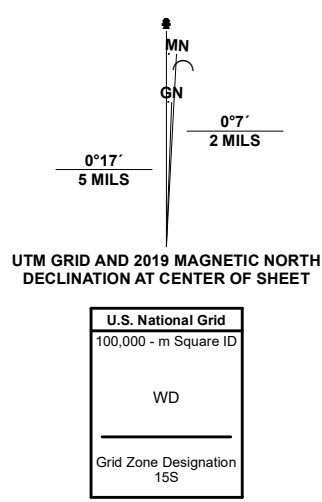 MN
GN
0°7´
2 MILS
0°17´
5 MILS
UTM GRID AND 2019 MAGNETIC NORTH
DECLINATION AT CENTER OF SHEET
U.S. National Grid
100,000 - m Square ID
WD
Grid Zone Designation
15S